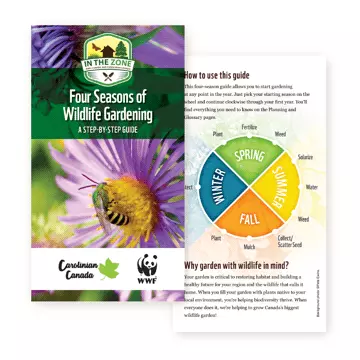 IN THE ZONE
Four Seasons of
Wildlife Gardening
A STEP-BY-STEP GUIDE
Carolinian
Canada
WWF
How to use this guide
This four-season guide allows you to start gardening
at any point in the year. Just pick your starting season on the
wheel and continue clockwise through your first year. You'll
find everything you need to know on the Planning and
Glossary pages.
Fertilize
Plant
Weed
Solarize
Water
Weed
Collect/
Scatter Seed
Mulch
Plant
SPRING
SUMMER
FALL
WINTER
Why garden with wildlife in mind?
Your garden is critical to restoring habitat and building a
healthy future for your region and the wildlife that calls it
home. When you fill your garden with plants native to your
local environment, you're helping biodiversity thrive. When
everyone does it, we're helping to grow Canada's biggest
wildlife garden!